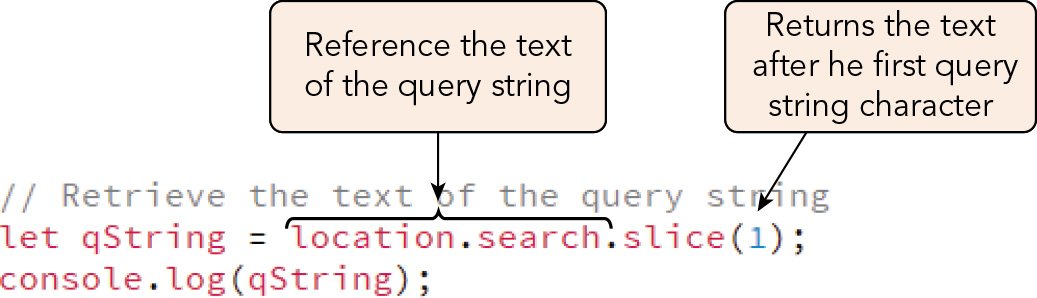 Reference the text
of the query string
Returns the text
after he first query
string character
// Retrieve the text of the query string
let qString = location.search.slice(1);
console.log(qString);